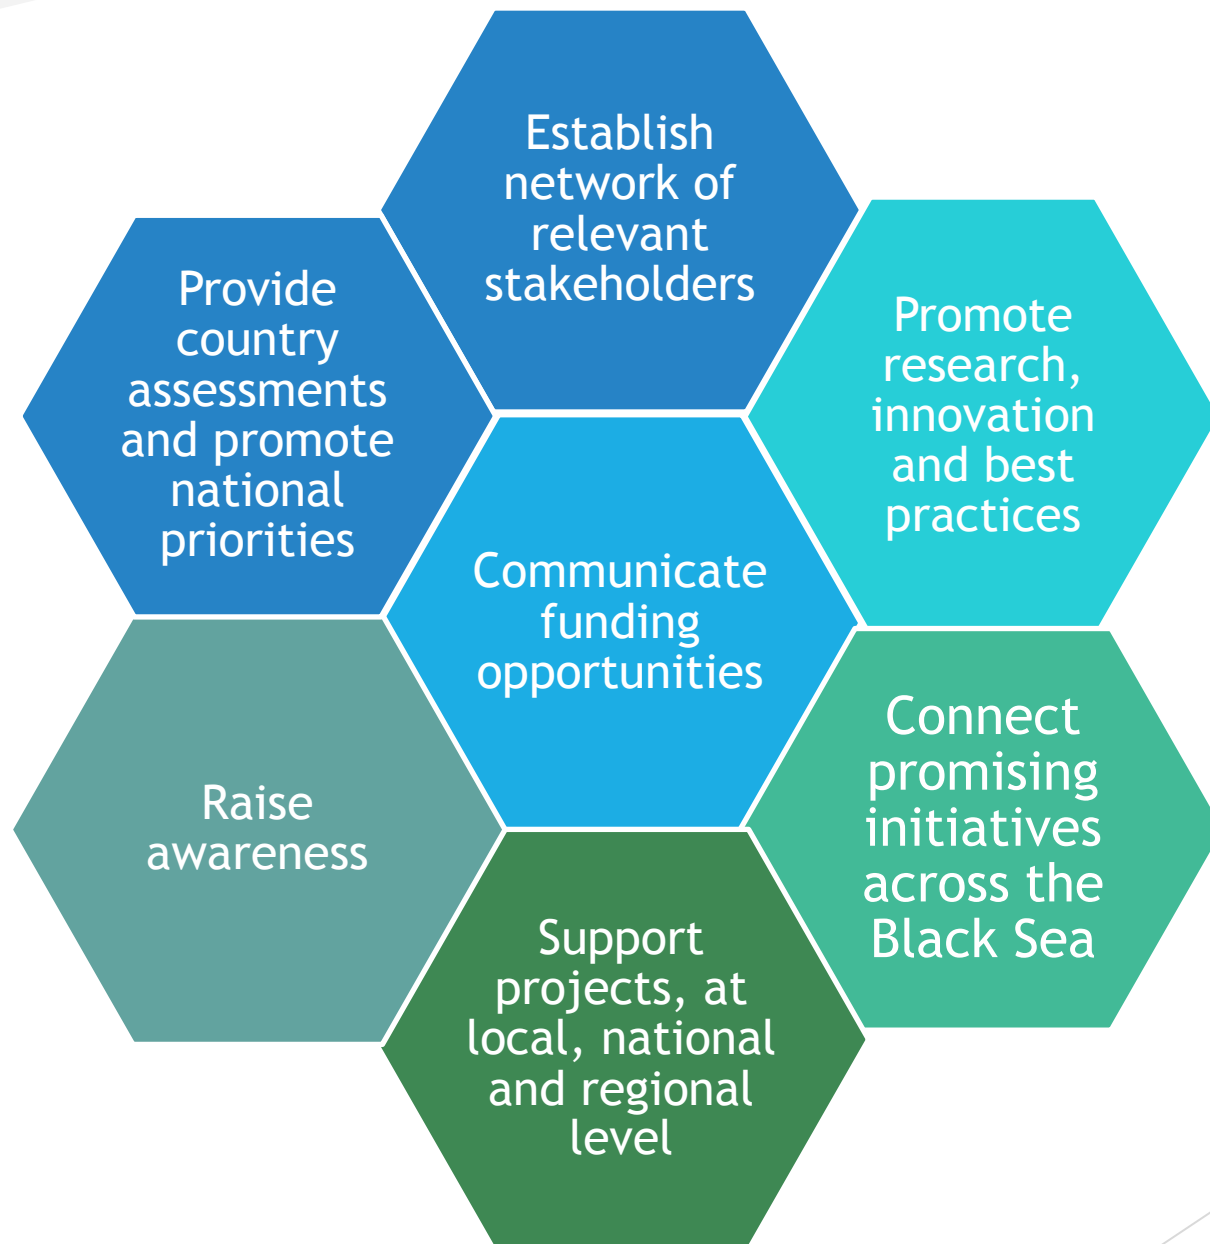 Establish
network of
relevant
stakeholders
Provide
country
assessments
and promote
national
priorities
Promote
research,
innovation
and best
practices
Communicate
funding
opportunities
Raise
awareness
Connect
promising
initiatives
across the
Black Sea
Support
projects, at
local, national
and regional
level